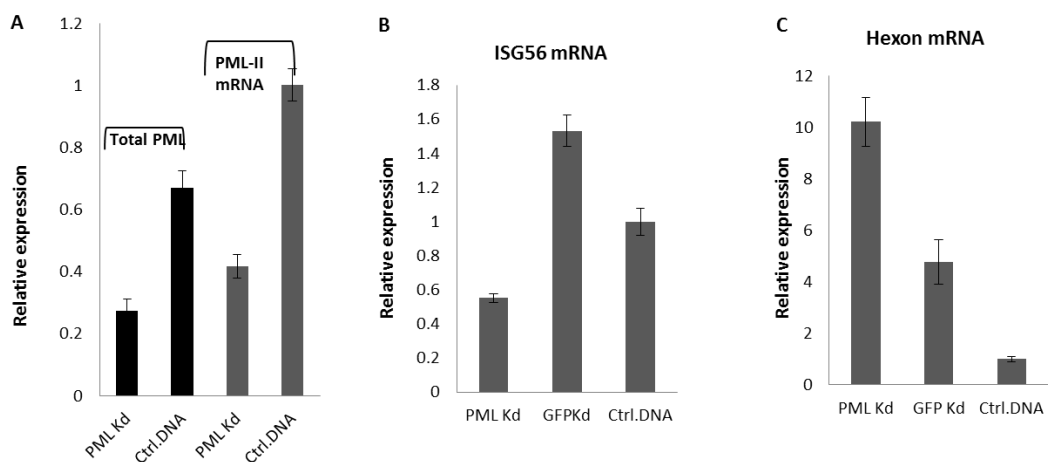 A
1.2
1
0.8
0.6
0.4
0.2
0
Relative expression
Total PML
PML-II
mRNA
PML Kd
Ctrl.DNA
PML Kd
Ctrl.DNA
B
ISG56 mRNA
1.8
1.6
1.4
1.2
1
0.8
0.6
0.4
0.2
0
Relative expression
PML Kd GFPKd Ctrl.DNA
C
Hexon mRNA
12
10
8
6
4
2
0
Relative expression
PML Kd GFP Kd Ctrl.DNA